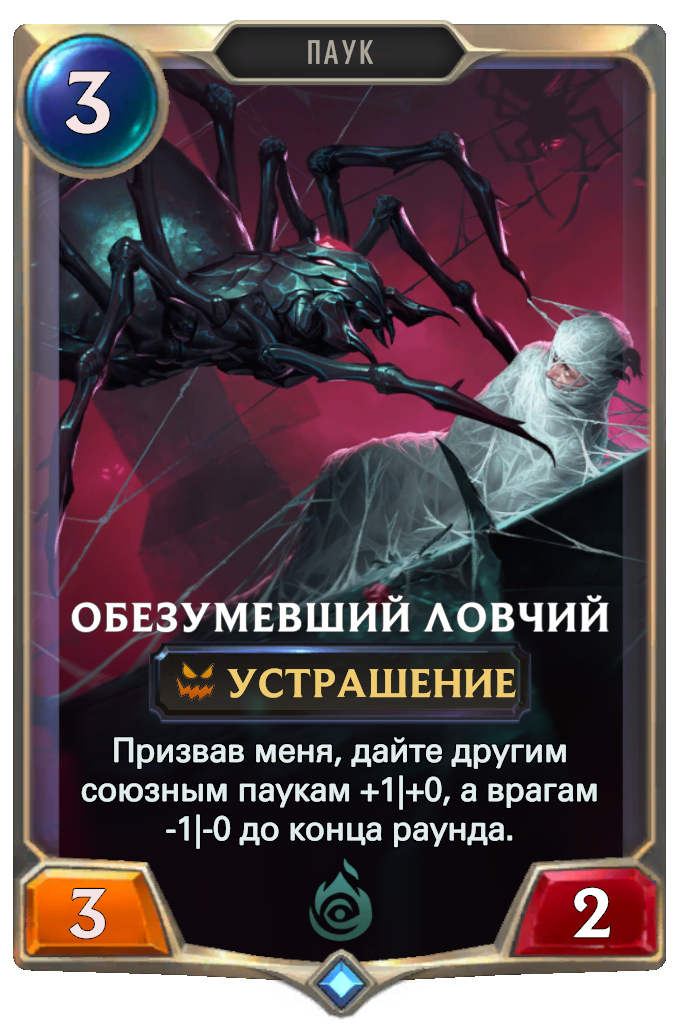 ПАУК
3
ОБЕЗУМЕВШИЙ ЛОВЧИЙ
УСТРАШЕНИЕ
Призвав меня, дайте другим
союзным паукам +1|+0, а врагам
-1|-0 до конца раунда.
3
2